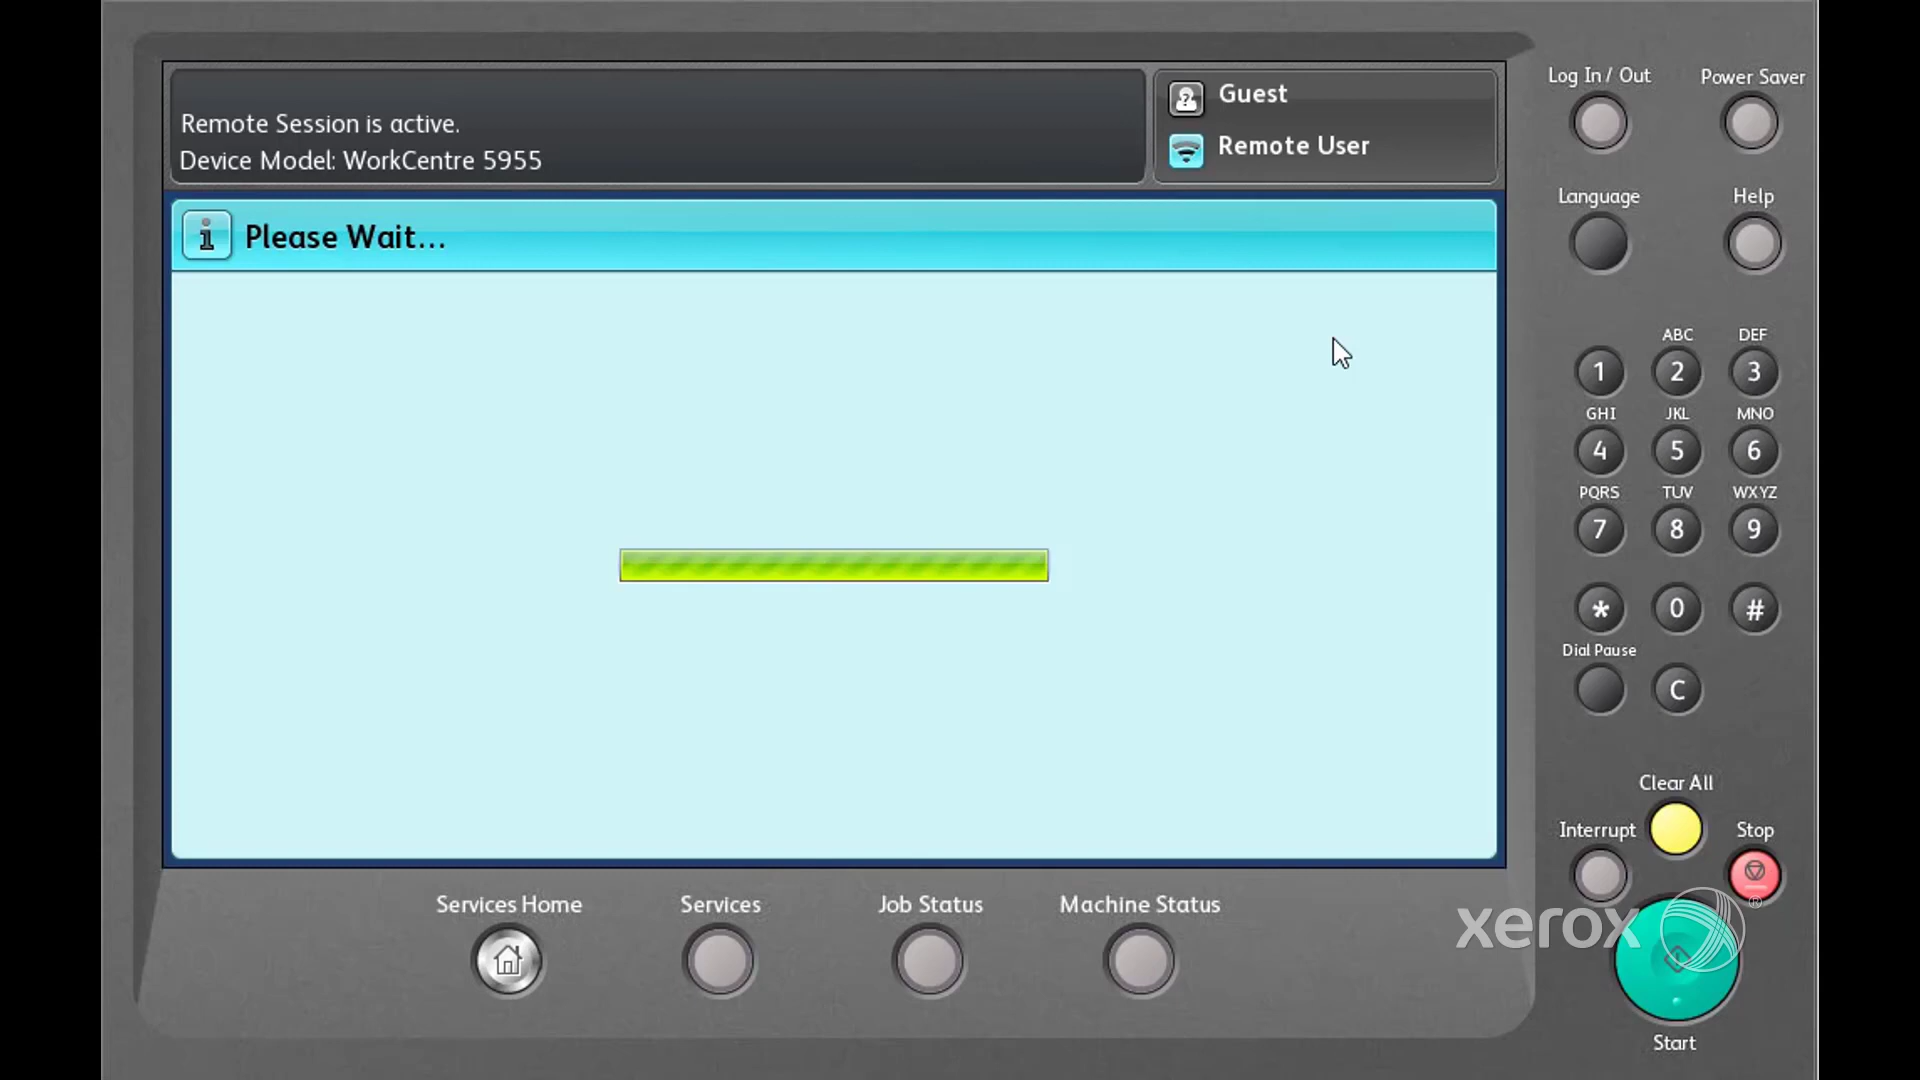 Remote Session is active.
Device Model: WorkCentre 5955
Guest
Remote User
Log In / Out
Power Saver
Please Wait...
Language
Help
ABC
DEF
1
2
3
GHI
JKL
MNO
4
5
6
PQRS
TUV
WXYZ
7
8
9
*
0
#
Dial Pause
C
Clear All
Interrupt
Stop
Services Home
Services
Job Status
Machine Status
xerox ®
Start